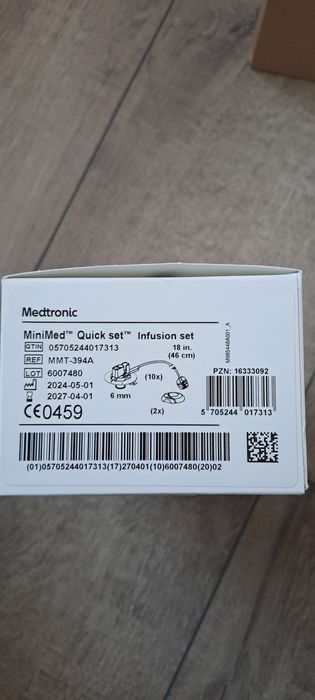 Medtronic
MiniMed™ Quick set™ Infusion set
GTIN 05705244017313 18 in. (46 cm)
REF MMT-394A
LOT 6007480
2024-05-01 (10x)
2027-04-01 6 mm
CE0459 (2x)
M985448A001_A
PZN: 16333092
5 705244 017313
(01)05705244017313(17)270401(10)6007480(20)02